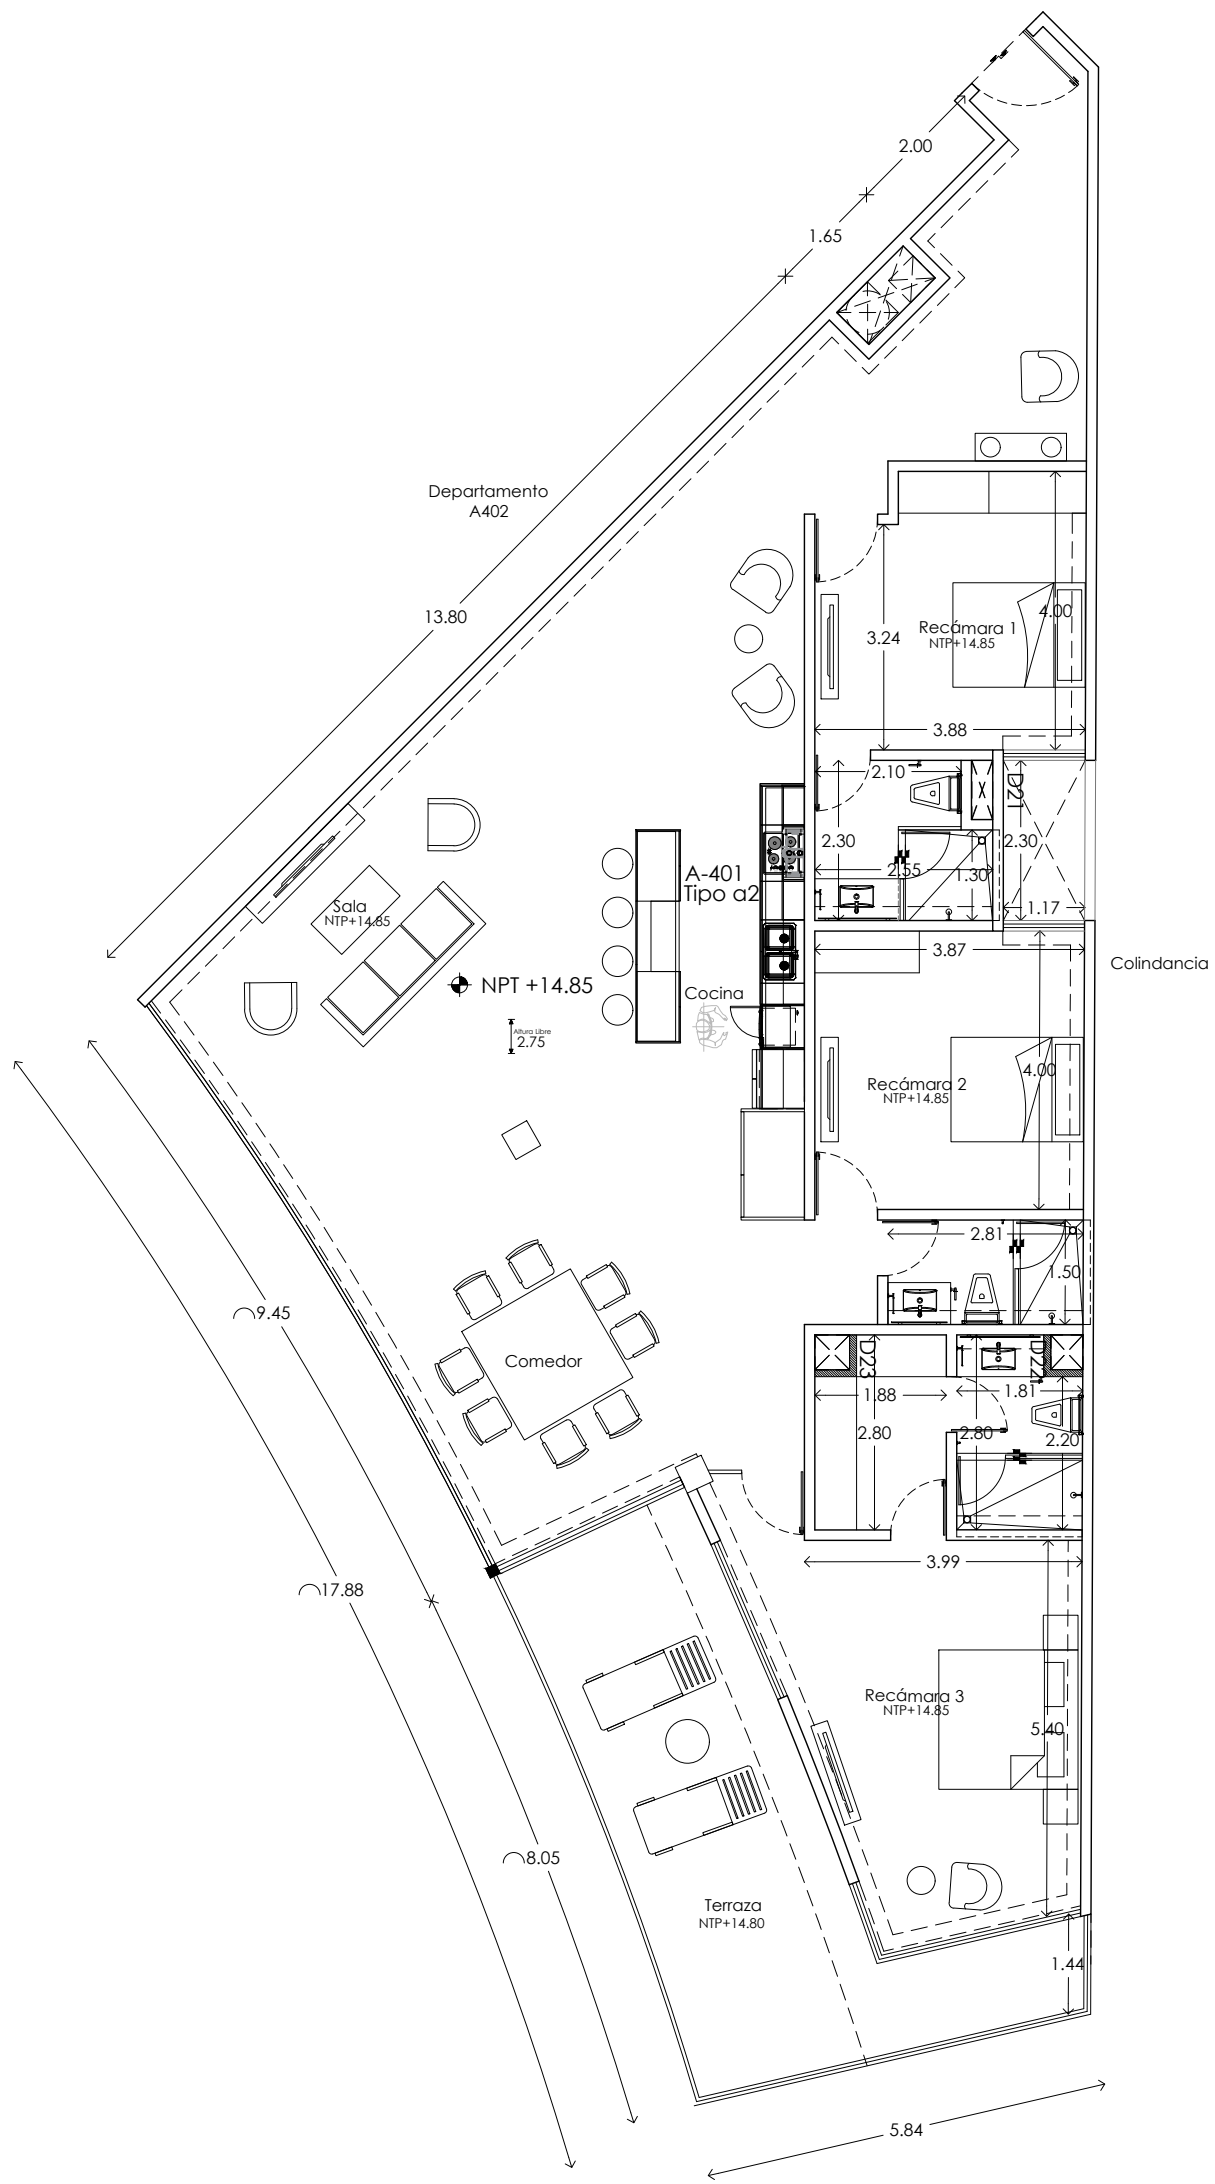 2.00
1.65
Departamento
A402
13.80
4.00
Recámara 1
NTP+14.85
3.24
3.88
2.10
D21
2.30
2.30
2.55
1.30
1.17
A-401
Tipo a2
Sala
NTP+14.85
3.87
Colindancia
NPT +14.85
Cocina
Altura Libre
2.75
4.00
Recámara 2
NTP+14.85
2.81
1.50
9.45
Comedor
D23
D22
1.88
1.81
2.80
2.80
2.20
3.99
17.88
Recámara 3
NTP+14.85
5.40
8.05
Terraza
NTP+14.80
1.44
5.84